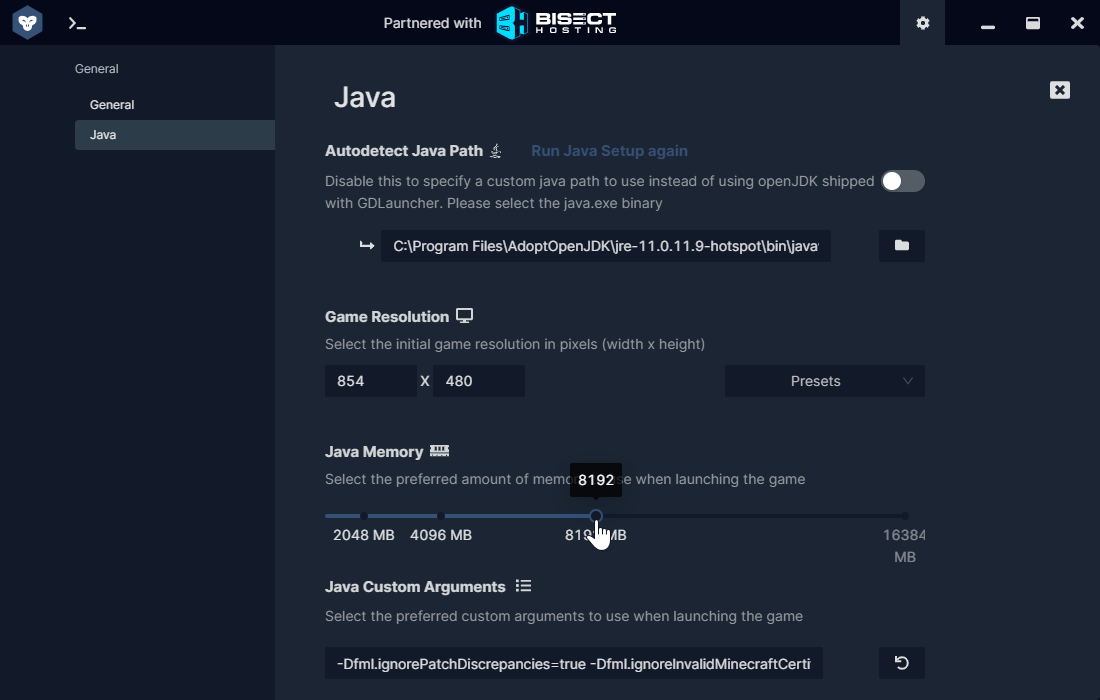 >_
Partnered with
BISECT
HOSTING
General
General
Java
Java
Autodetect Java Path
Run Java Setup again
Disable this to specify a custom java path to use instead of using openJDK shipped
with GDLauncher. Please select the java.exe binary
C:\Program Files\AdoptOpenJDK\jre-11.0.11.9-hotspot\bin\java
Game Resolution
Select the initial game resolution in pixels (width x height)
854 X 480
Presets
Java Memory
8192
Select the preferred amount of when launching the game
2048 MB 4096 MB MB 16384
MB
Java Custom Arguments
Select the preferred custom arguments to use when launching the game
-Dfml.ignorePatchDiscrepancies=true -Dfml.ignoreInvalidMinecraftCerti